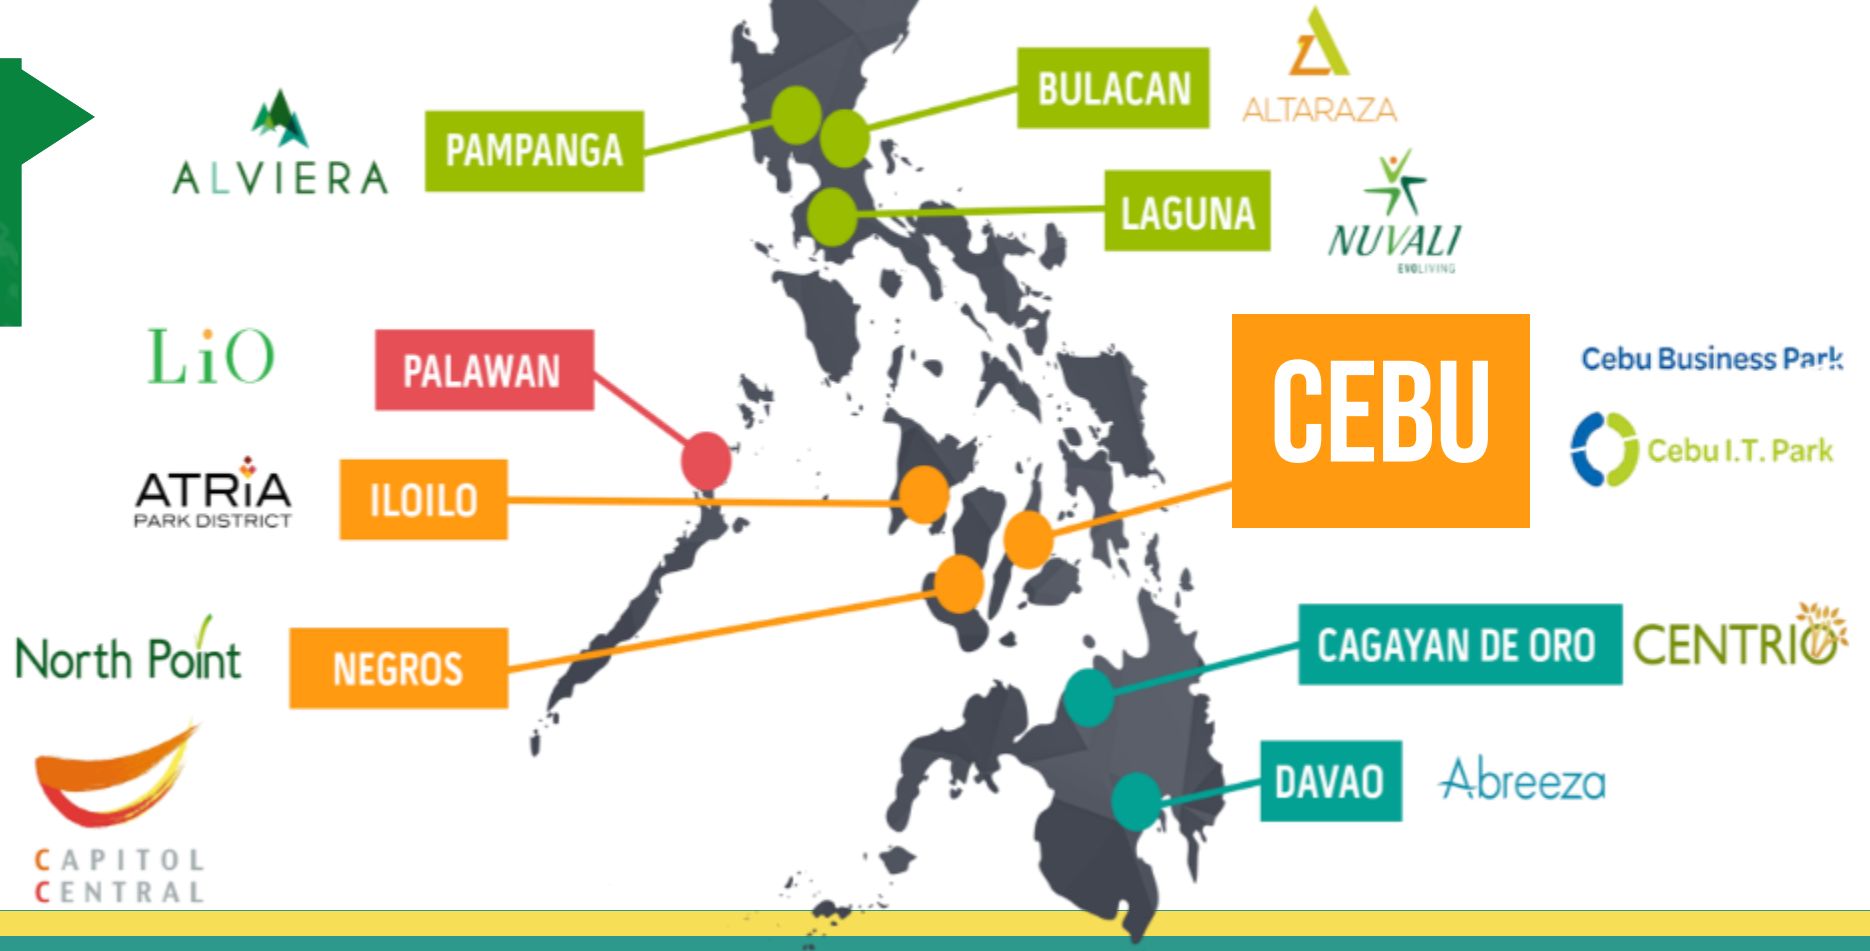 BULACAN
ALTARAZA
ALVIERA
PAMPANGA
LAGUNA
NUVALI
EVOLIVING
LiO
PALAWAN
CEBU
Cebu Business Park
Cebu I.T. Park
ATRiA
PARK DISTRICT
ILOILO
North Point
NEGROS
CAGAYAN DE ORO
CENTRIO
DAVAO
Abreeza
CAPITOL
CENTRAL